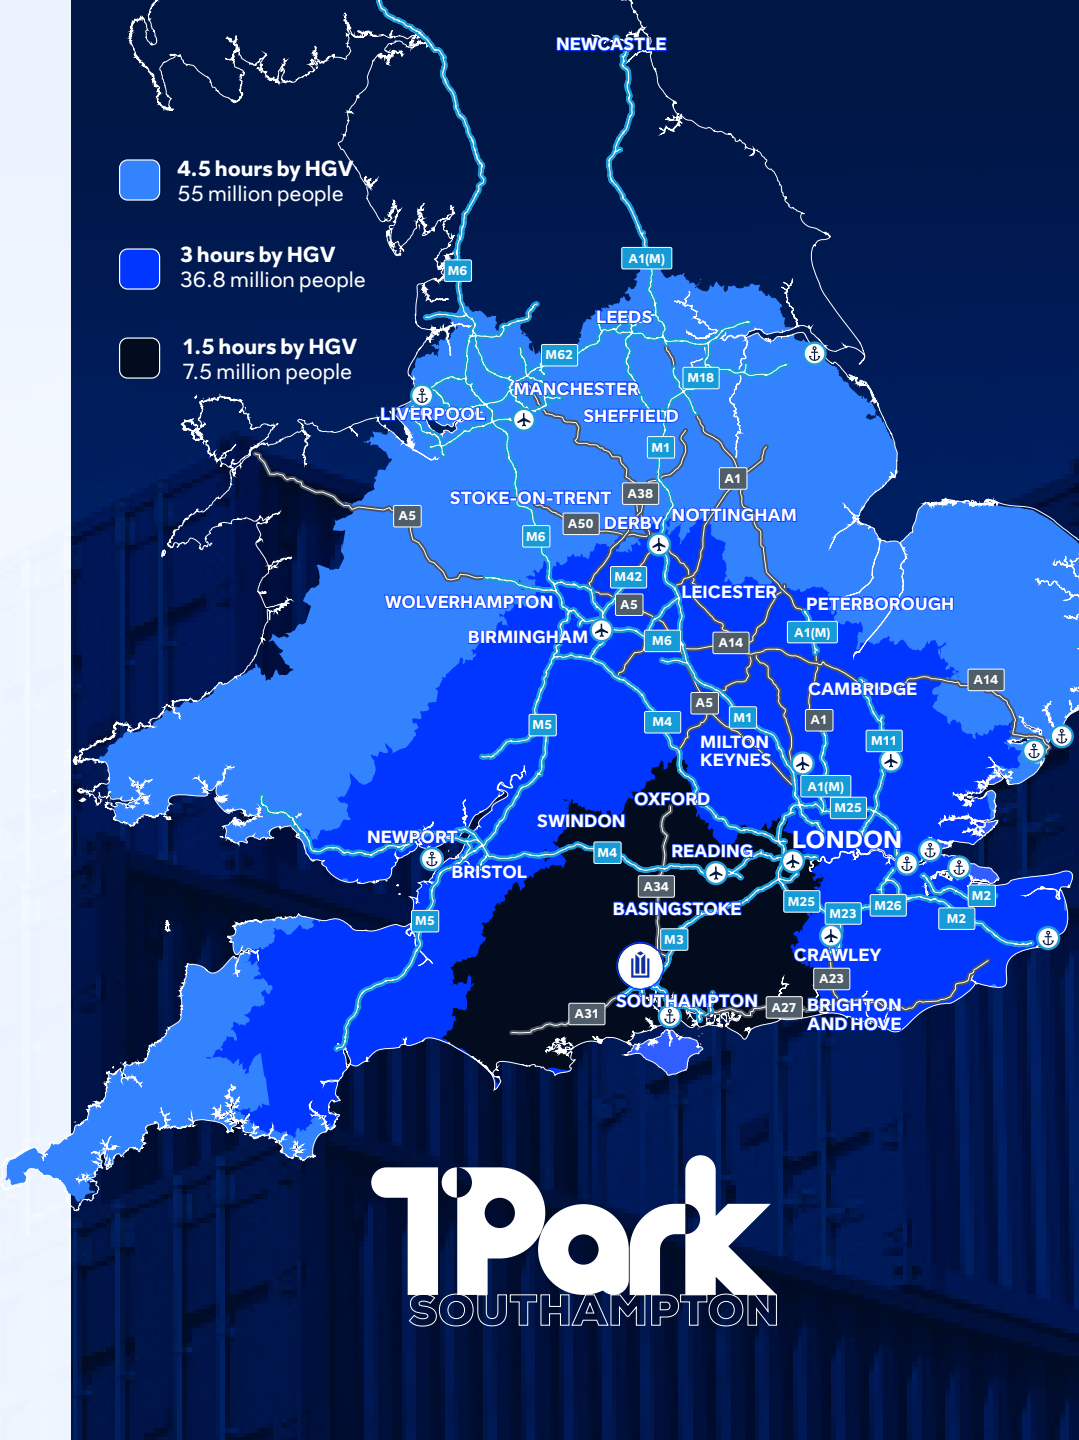 NEWCASTLE
4.5 hours by HGV
55 million people
3 hours by HGV
36.8 million people
1.5 hours by HGV
7.5 million people
A1(M)
M6
LEEDS
M62
M18
MANCHESTER
LIVERPOOL
SHEFFIELD
M1
A1
A38
STOKE-ON-TRENT
A5
A50
DERBY
NOTTINGHAM
M6
M42
LEICESTER
WOLVERHAMPTON
A5
PETERBOROUGH
BIRMINGHAM
M6
A14
A1(M)
A14
CAMBRIDGE
A5
M5
M4
M1
A1
MILTON
KEYNES
M11
A1(M)
OXFORD
M25
SWINDON
NEWPORT
LONDON
M4
READING
BRISTOL
A34
M25
M26
M2
BASINGSTOKE
M23
M2
M5
M3
CRAWLEY
A23
SOUTHAMPTON
A31
A27
BRIGHTON
AND HOVE
TPark
SOUTHAMPTON